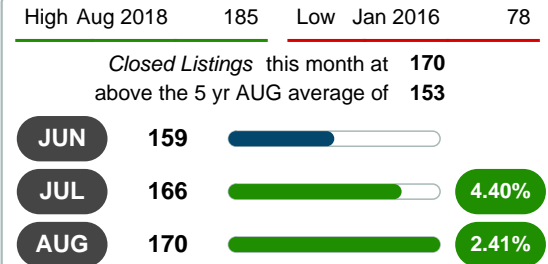 High Aug 2018 185 Low Jan 2016 78
Closed Listings this month at 170
above the 5 yr AUG average of 153
JUN 159
JUL 166 4.40%
AUG 170 2.41%